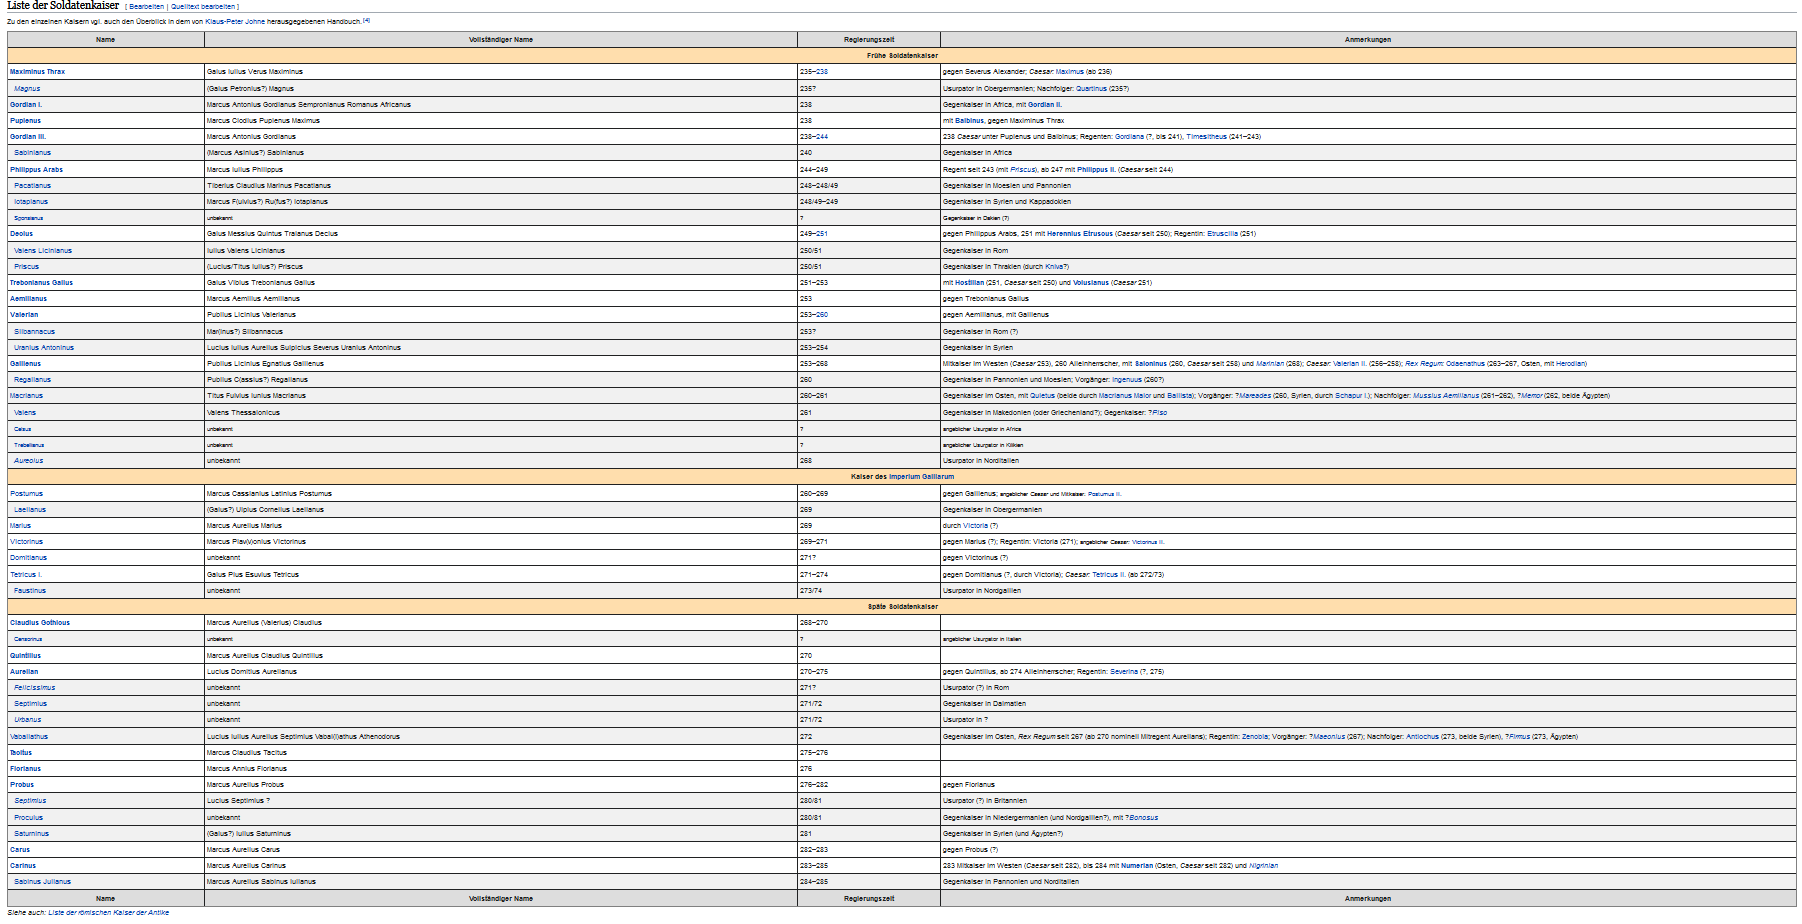 Liste der Soldatenkaiser [ Bearbeiten | Quelltext bearbeiten ]
Zu den einzelnen Kaisern vgl. auch den Überblick in dem von Klaus-Peter Johne herausgegebenen Handbuch.[4]
Name Vollständiger Name Regierungszeit Anmerkungen
Frühe Soldatenkaiser
Maximinus Thrax Gaius Iulius Verus Maximinus 235–238 gegen Severus Alexander; Caesar: Maximus (ab 236)
Magnus (Gaius Petronius?) Magnus 235? Usurpator in Obergermanien; Nachfolger: Quartinus (235?)
Gordian I. Marcus Antonius Gordianus Sempronianus Romanus Africanus 238 Gegenkaiser in Africa, mit Gordian II.
Pupienus Marcus Clodius Pupienus Maximus 238 mit Balbinus, gegen Maximinus Thrax
Gordian III. Marcus Antonius Gordianus 238–244 238 Caesar unter Pupienus und Balbinus; Regenten: Gordiana (?, bis 241), Timesitheus (241–243)
Sabinianus (Marcus Asinius?) Sabinianus 240 Gegenkaiser in Africa
Philippus Arabs Marcus Iulius Philippus 244–249 Regent seit 243 (mit Priscus), ab 247 mit Philippus II. (Caesar seit 244)
Pacatianus Tiberius Claudius Marinus Pacatianus 248–248/49 Gegenkaiser in Moesien und Pannonien
Iotapianus Marcus F(ulvius?) Ru(fus?) Iotapianus 248/49–249 Gegenkaiser in Syrien und Kappadokien
Sponsianus unbekannt ? Gegenkaiser in Dakien (?)
Decius Gaius Messius Quintus Traianus Decius 249–251 gegen Philippus Arabs, 251 mit Herennius Etruscus (Caesar seit 250); Regentin: Etruscilla (251)
Valens Licinianus Iulius Valens Licinianus 250/51 Gegenkaiser in Rom
Priscus (Lucius/Titus Iulius?) Priscus 250/51 Gegenkaiser in Thrakien (durch Kniva?)
Trebonianus Gallus Gaius Vibius Trebonianus Gallus 251–253 mit Hostilian (251, Caesar seit 250) und Volusianus (Caesar 251)
Aemilianus Marcus Aemilius Aemilianus 253 gegen Trebonianus Gallus
Valerian Publius Licinius Valerianus 253–260 gegen Aemilianus, mit Gallienus
Silbannacus Mar(inus?) Silbannacus 253? Gegenkaiser in Rom (?)
Uranius Antoninus Lucius Iulius Aurelius Sulpicius Severus Uranius Antoninus 253–254 Gegenkaiser in Syrien
Gallienus Publius Licinius Egnatius Gallienus 253–268 Mitkaiser im Westen (Caesar 253), 260 Alleinherrscher, mit Saloninus (260, Caesar seit 258) und Marinian (268); Caesar: Valerian II. (256–258); Rex Regum: Odaenathus (263–267, Osten, mit Herodian)
Regalianus Publius C(assius?) Regalianus 260 Gegenkaiser in Pannonien und Moesien; Vorgänger: Ingenuus (260?)
Macrianus Titus Fulvius Iunius Macrianus 260–261 Gegenkaiser im Osten, mit Quietus (beide durch Macrianus Maior und Ballista); Vorgänger: ?Mareades (260, Syrien, durch Schapur I.); Nachfolger: Mussius Aemilianus (261–262), ?Memor (262, beide Ägypten)
Valens Valens Thessalonicus 261 Gegenkaiser in Makedonien (oder Griechenland?); Gegenkaiser: ?Piso
Celsus unbekannt ? angeblicher Usurpator in Africa
Trebellianus unbekannt ? angeblicher Usurpator in Kilikien
Aureolus unbekannt 268 Usurpator in Norditalien
Kaiser des Imperium Galliarum
Postumus Marcus Cassianius Latinius Postumus 260–269 gegen Gallienus; angeblicher Caesar und Mitkaiser: Postumus II.
Laelianus (Gaius?) Ulpius Cornelius Laelianus 269 Gegenkaiser in Obergermanien
Marius Marcus Aurelius Marius 269 durch Victoria (?)
Victorinus Marcus Piav(v)onius Victorinus 269–271 gegen Marius (?); Regentin: Victoria (271); angeblicher Caesar: Victorinus II.
Domitianus unbekannt 271? gegen Victorinus (?)
Tetricus I. Gaius Pius Esuvius Tetricus 271–274 gegen Domitianus (?, durch Victoria); Caesar: Tetricus II. (ab 272/73)
Faustinus unbekannt 273/74 Usurpator in Nordgallien
Späte Soldatenkaiser
Claudius Gothicus Marcus Aurelius (Valerius) Claudius 268–270
Censorinus unbekannt ? angeblicher Usurpator in Italien
Quintillus Marcus Aurelius Claudius Quintillus 270
Aurelian Lucius Domitius Aurelianus 270–275 gegen Quintillus, ab 274 Alleinherrscher; Regentin: Severina (?, 275)
Felicissimus unbekannt 271? Usurpator (?) in Rom
Septimius unbekannt 271/72 Gegenkaiser in Dalmatien
Urbanus unbekannt 271/72 Usurpator in ?
Vaballathus Lucius Iulius Aurelius Septimius Vabal(l)athus Athenodorus 272 Gegenkaiser im Osten, Rex Regum seit 267 (ab 270 nominell Mitregent Aurelians); Regentin: Zenobia; Vorgänger: ?Maeonius (267); Nachfolger: Antiochus (273, beide Syrien), ?Firmus (273, Ägypten)
Tacitus Marcus Claudius Tacitus 275–276
Florianus Marcus Annius Florianus 276
Probus Marcus Aurelius Probus 276–282 gegen Florianus
Septimius Lucius Septimius ? 280/81 Usurpator (?) in Britannien
Proculus unbekannt 280/81 Gegenkaiser in Niedergermanien (und Nordgallien?), mit ?Bonosus
Saturninus (Gaius?) Iulius Saturninus 281 Gegenkaiser in Syrien (und Ägypten?)
Carus Marcus Aurelius Carus 282–283 gegen Probus (?)
Carinus Marcus Aurelius Carinus 283–285 283 Mitkaiser im Westen (Caesar seit 282), bis 284 mit Numerian (Osten, Caesar seit 282) und Nigrinian
Sabinus Julianus Marcus Aurelius Sabinus Iulianus 284–285 Gegenkaiser in Pannonien und Norditalien
Name Vollständiger Name Regierungszeit Anmerkungen
Siehe auch: Liste der römischen Kaiser der Antike